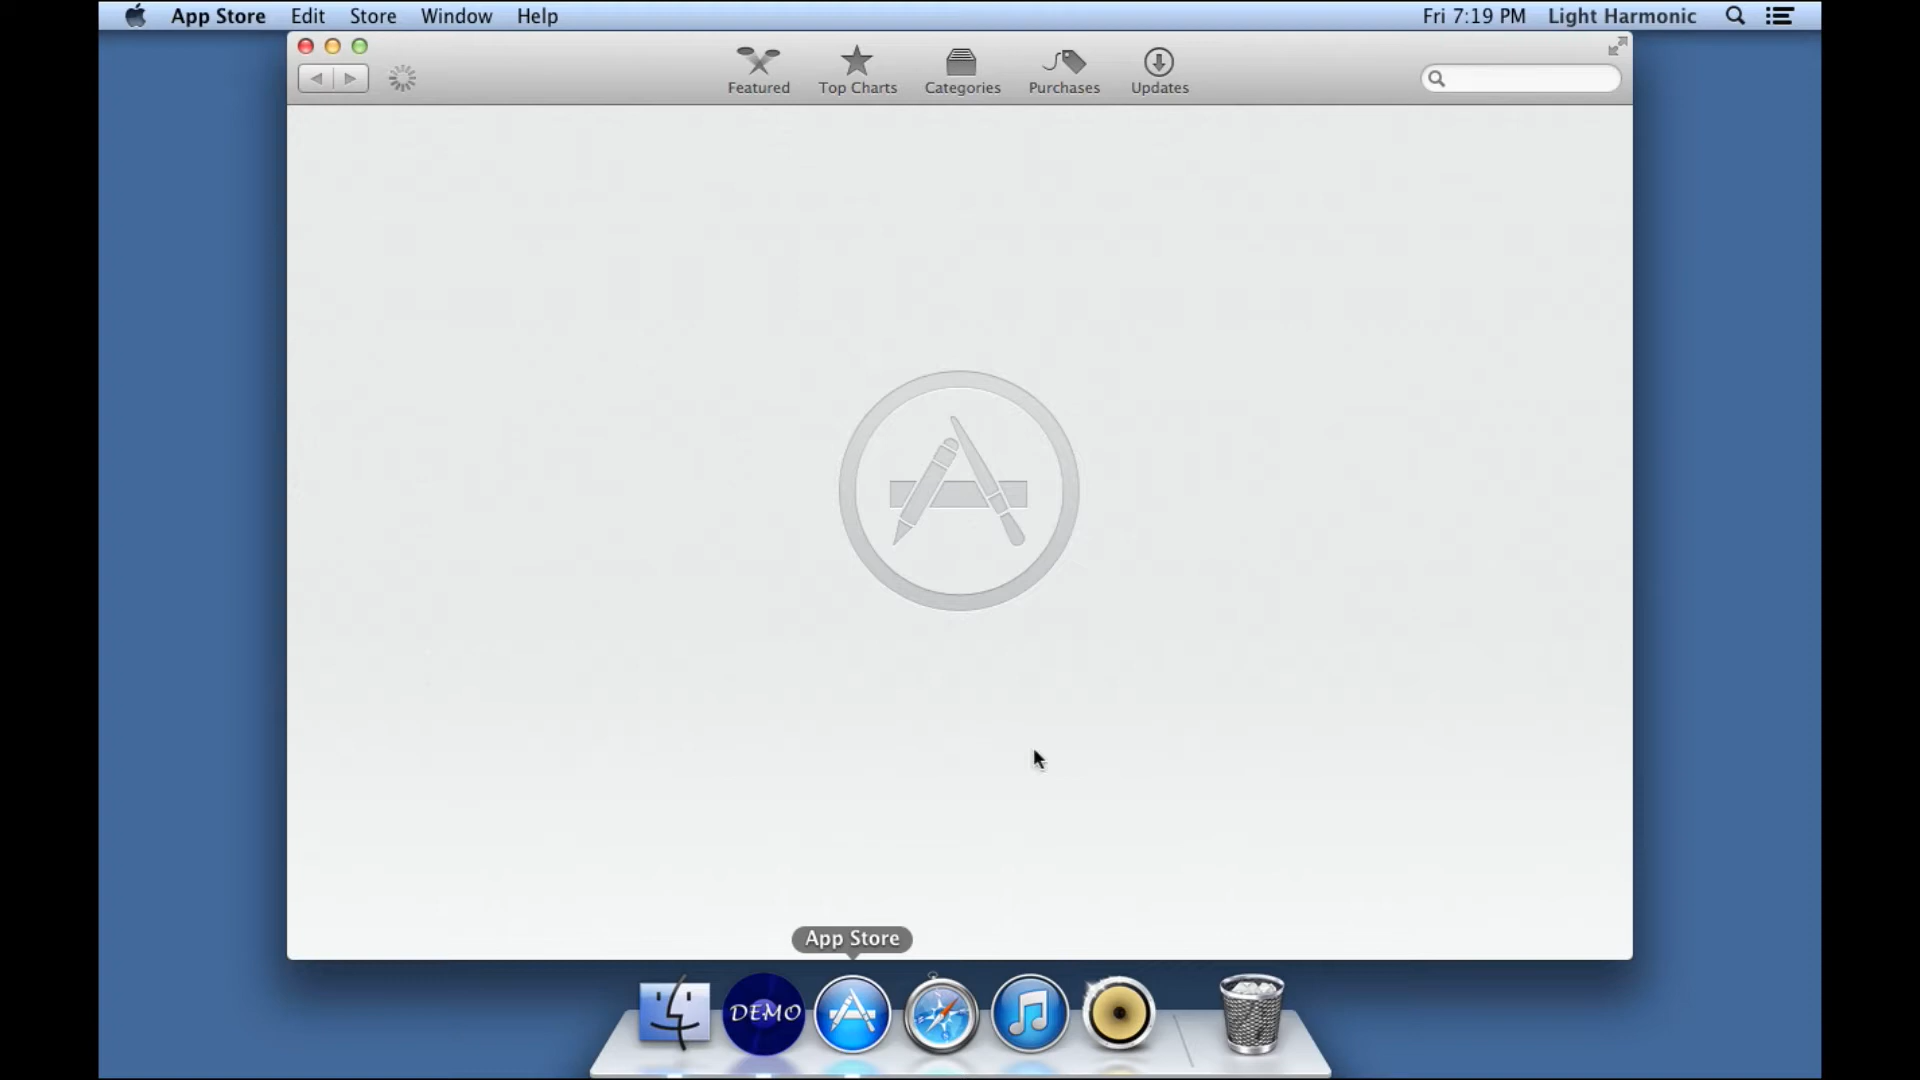 App Store Edit Store Window Help Fri 7:19 PM Light Harmonic
Featured Top Charts Categories Purchases Updates
App Store
DEMO